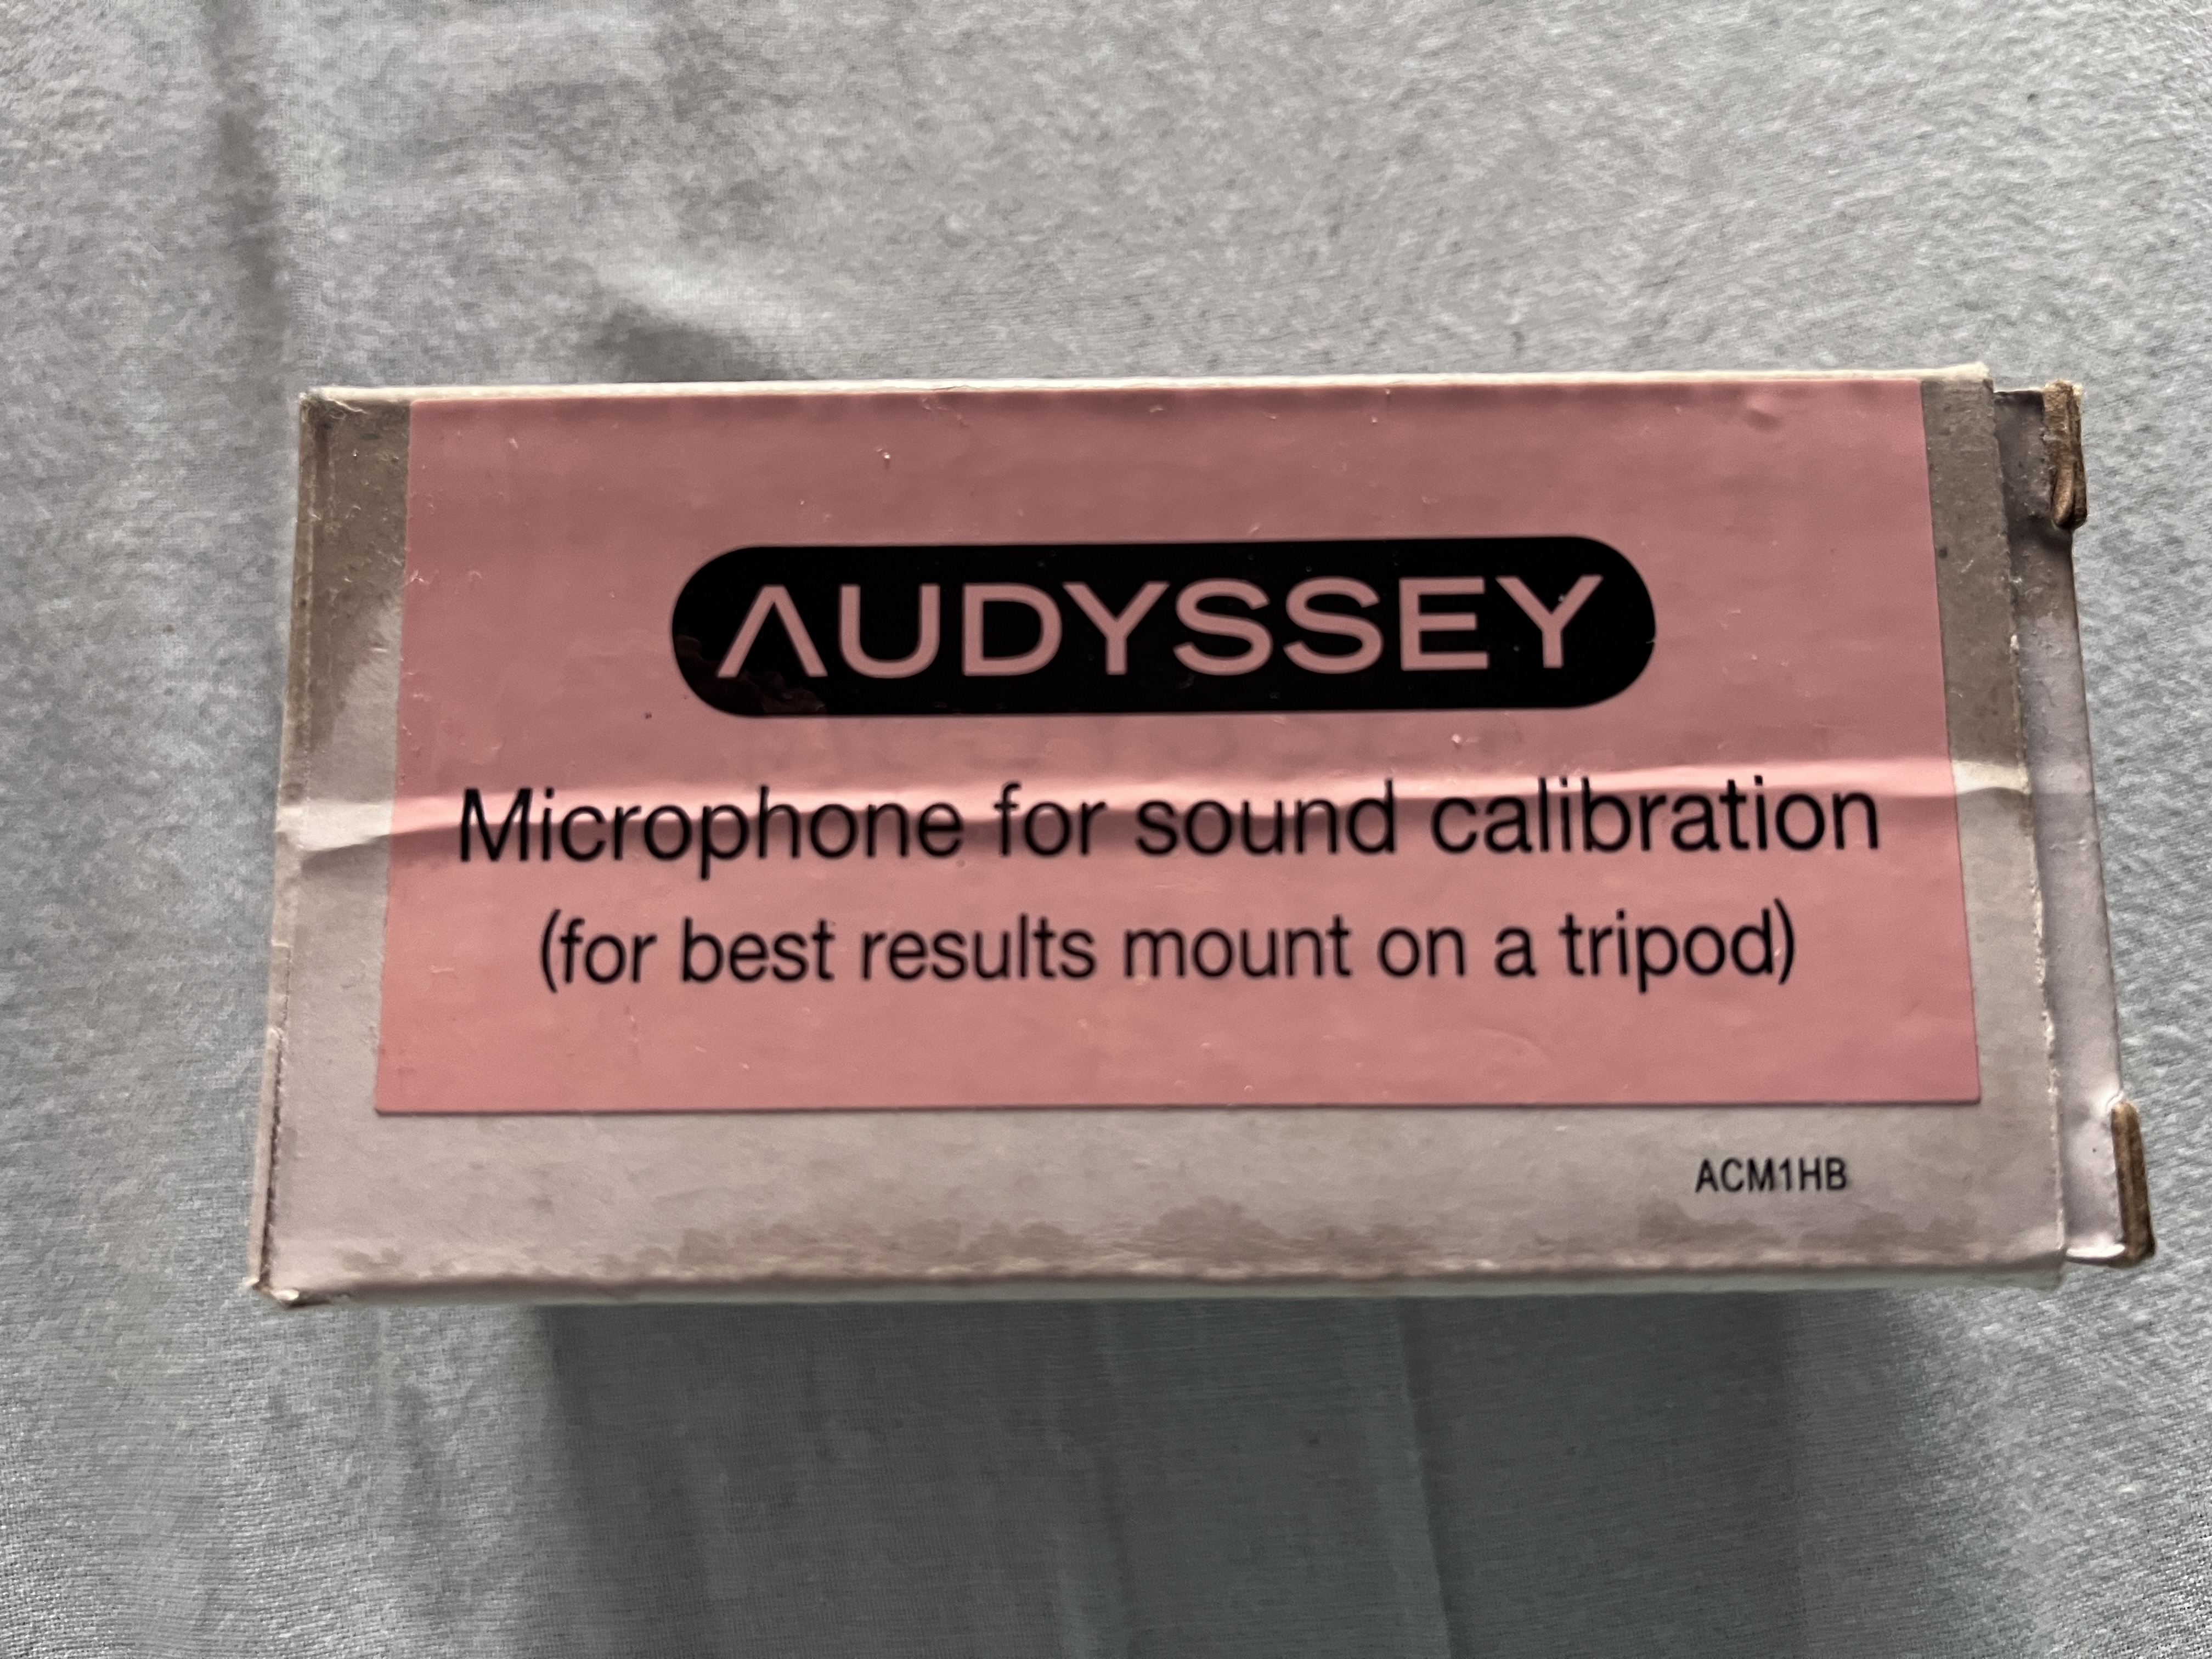 AUDYSSEY
Microphone for sound calibration
(for best results mount on a tripod)
ACM1HB